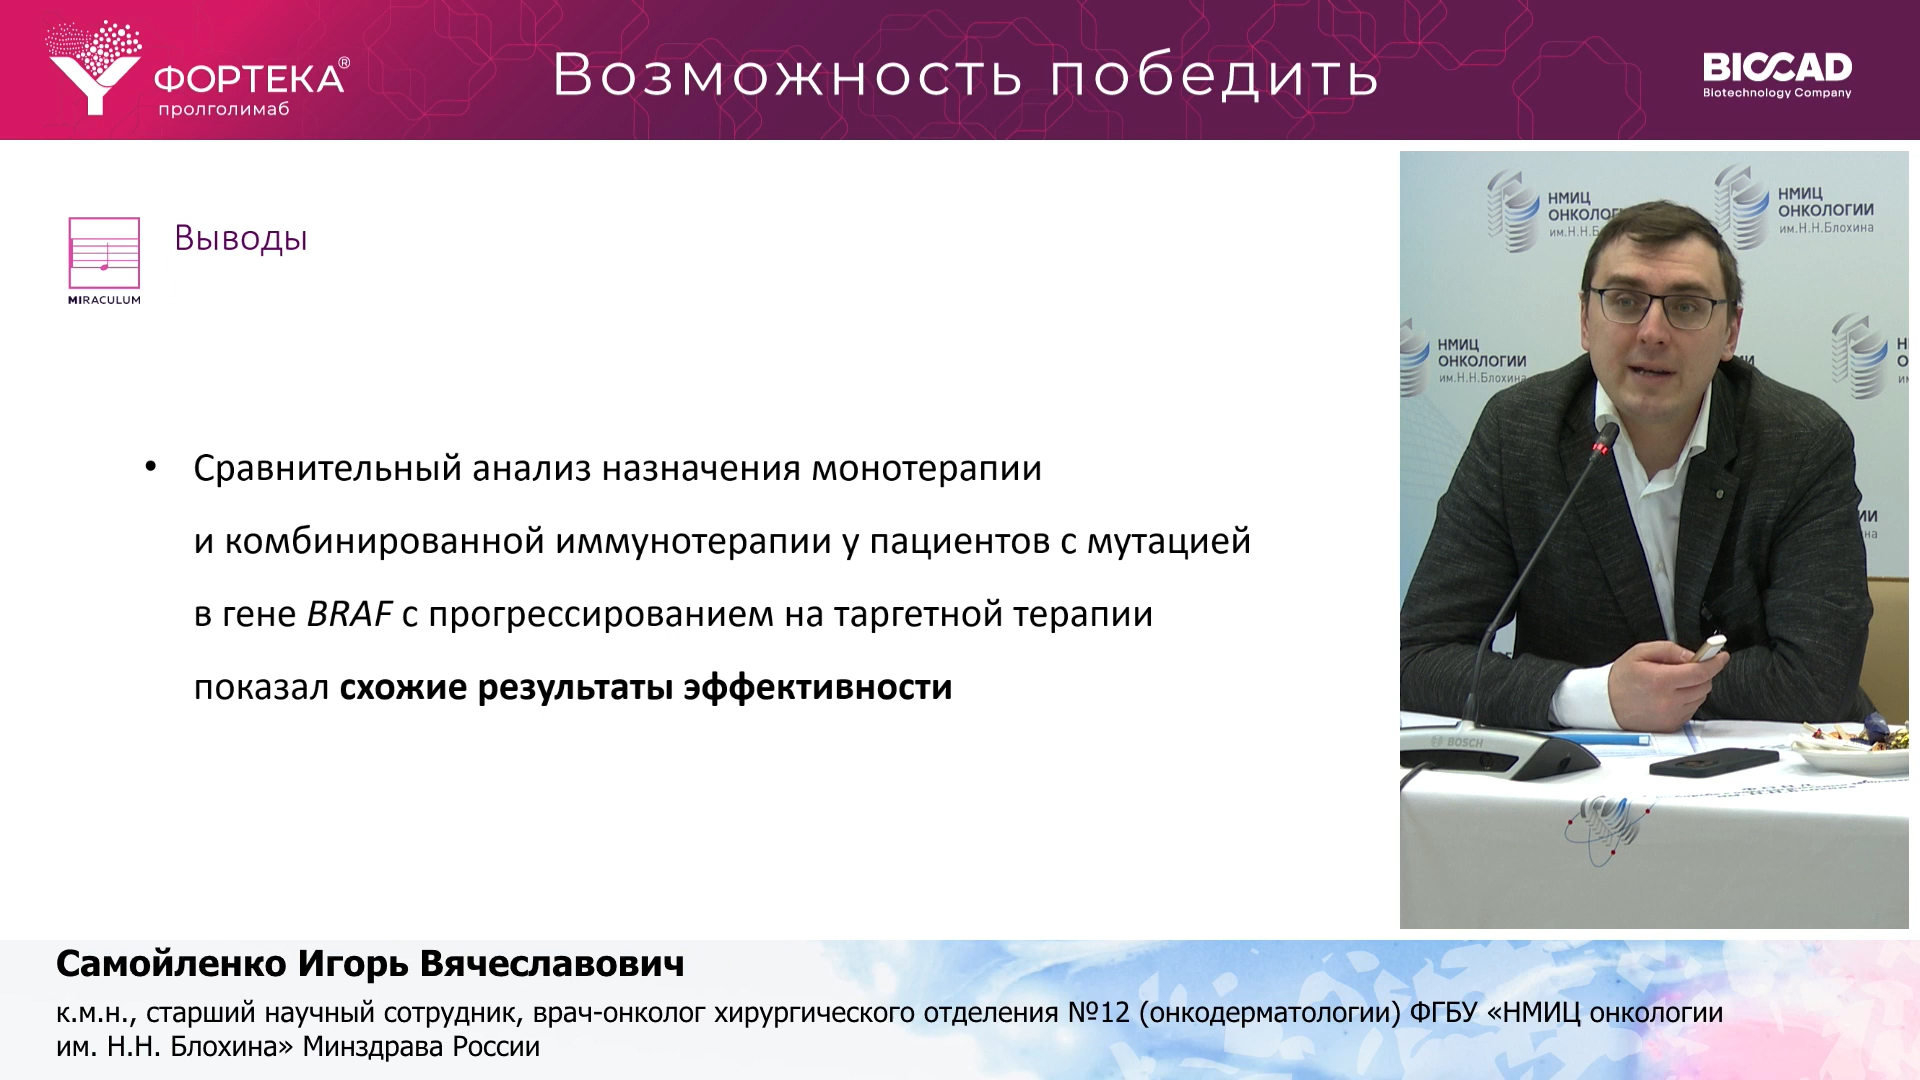 ФОРТЕКА®
пролголимаб
Возможность победить
BIOCAD
Biotechnology Company
MIRACULUM
Выводы
• Сравнительный анализ назначения монотерапии
и комбинированной иммунотерапии у пациентов с мутацией
в гене BRAF с прогрессированием на таргетной терапии
показал схожие результаты эффективности
НМИЦ
ОНКОЛОГИИ
им.Н.Н.Блохина
НМИЦ
ОНКОЛОГИИ
им.Н.Н.Блохина
BOSCH
Самойленко Игорь Вячеславович
к.м.н., старший научный сотрудник, врач-онколог хирургического отделения №12 (онкодерматологии) ФГБУ «НМИЦ онкологии
им. Н.Н. Блохина» Минздрава России